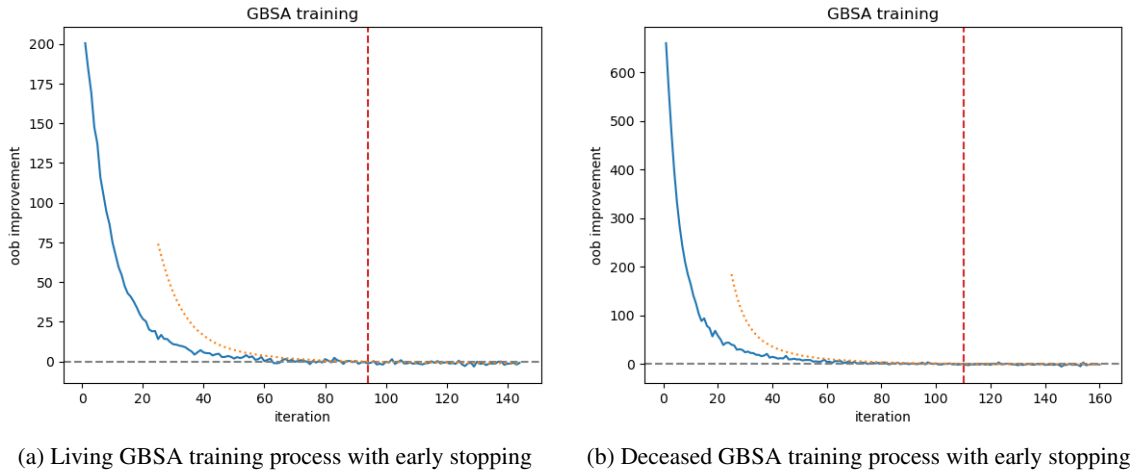 GBSA training
200
175
150
125
100
75
50
25
0
oob improvement
0 20 40 60 80 100 120 140
iteration
(a) Living GBSA training process with early stopping
GBSA training
600
500
400
300
200
100
0
oob improvement
0 20 40 60 80 100 120 140 160
iteration
(b) Deceased GBSA training process with early stopping